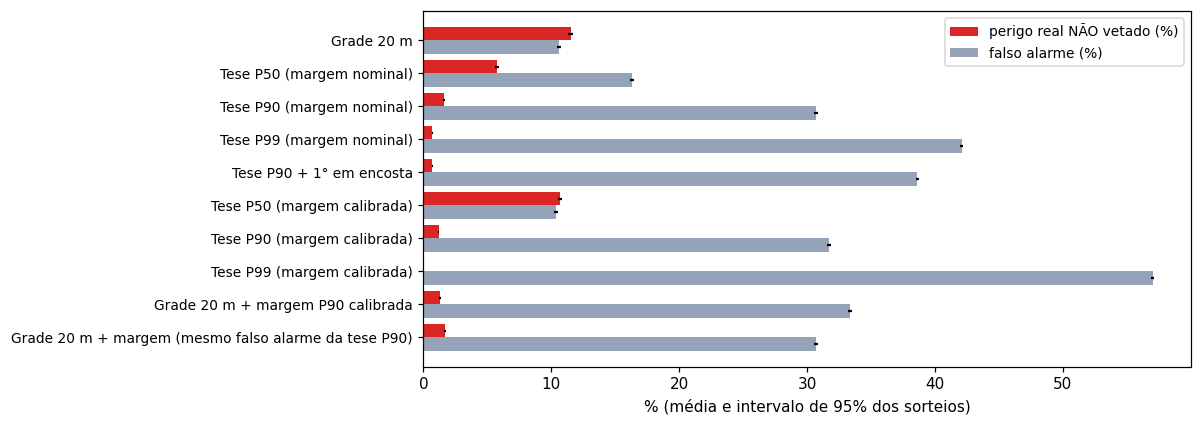 perigo real NÃO vetado (%)
falso alarme (%)
Grade 20 m
Tese P50 (margem nominal)
Tese P90 (margem nominal)
Tese P99 (margem nominal)
Tese P90 + 1° em encosta
Tese P50 (margem calibrada)
Tese P90 (margem calibrada)
Tese P99 (margem calibrada)
Grade 20 m + margem P90 calibrada
Grade 20 m + margem (mesmo falso alarme da tese P90)
0 10 20 30 40 50
% (média e intervalo de 95% dos sorteios)